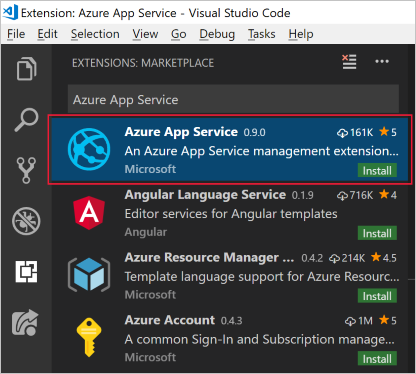 Extension: Azure App Service - Visual Studio Code
File Edit Selection View Go Debug Tasks Help
EXTENSIONS: MARKETPLACE
Azure App Service
Azure App Service 0.9.0 161K 5
An Azure App Service management extension...
Microsoft Install
Angular Language Service 0.1.9 716K 4
Editor services for Angular templates
Angular Install
Azure Resource Manager ... 0.4.2 214K 4.5
Template language support for Azure Resourc...
Microsoft Install
Azure Account 0.4.3 1M 5
A common Sign-In and Subscription manage...
Microsoft Install